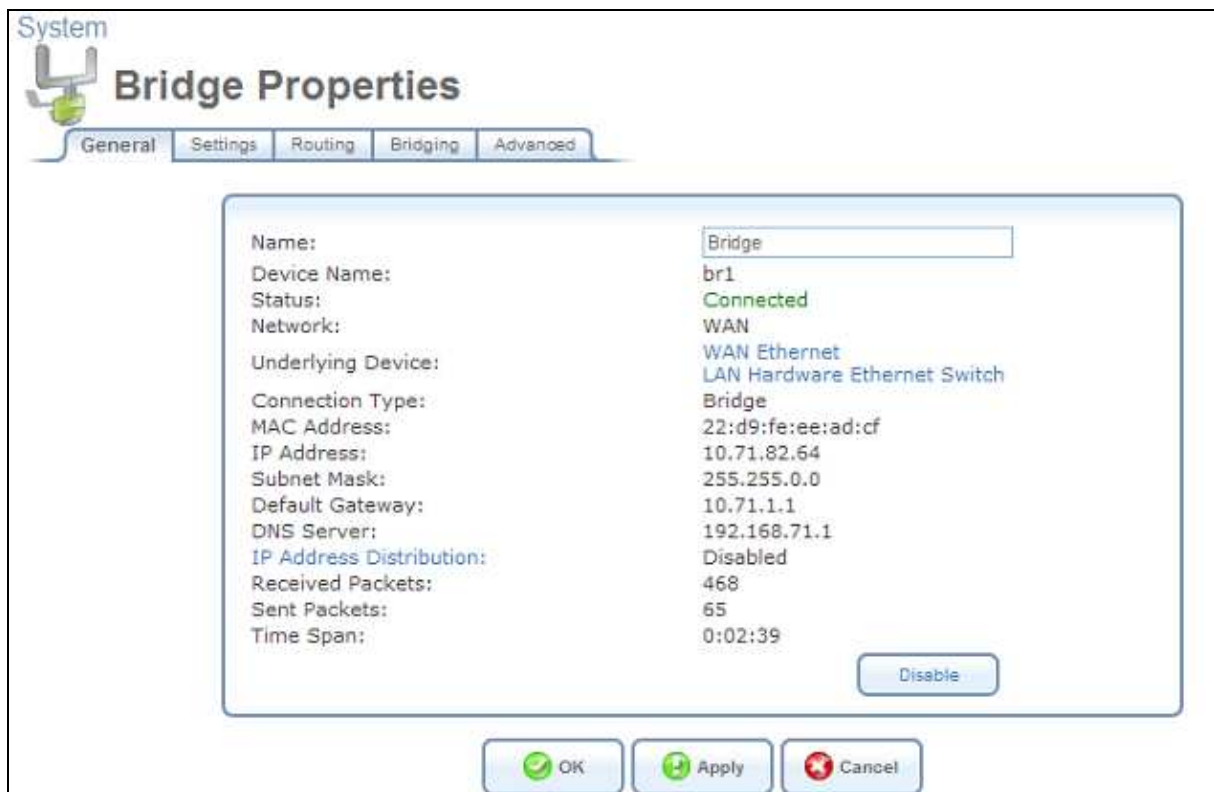 System
Bridge Properties
General Settings Routing Bridging Advanced
Name: Bridge
Device Name: br1
Status: Connected
Network: WAN
Underlying Device: WAN Ethernet
LAN Hardware Ethernet Switch
Connection Type: Bridge
MAC Address: 22:d9:fe:ee:ad:cf
IP Address: 10.71.82.64
Subnet Mask: 255.255.0.0
Default Gateway: 10.71.1.1
DNS Server: 192.168.71.1
IP Address Distribution: Disabled
Received Packets: 468
Sent Packets: 65
Time Span: 0:02:39
Disable
OK Apply Cancel